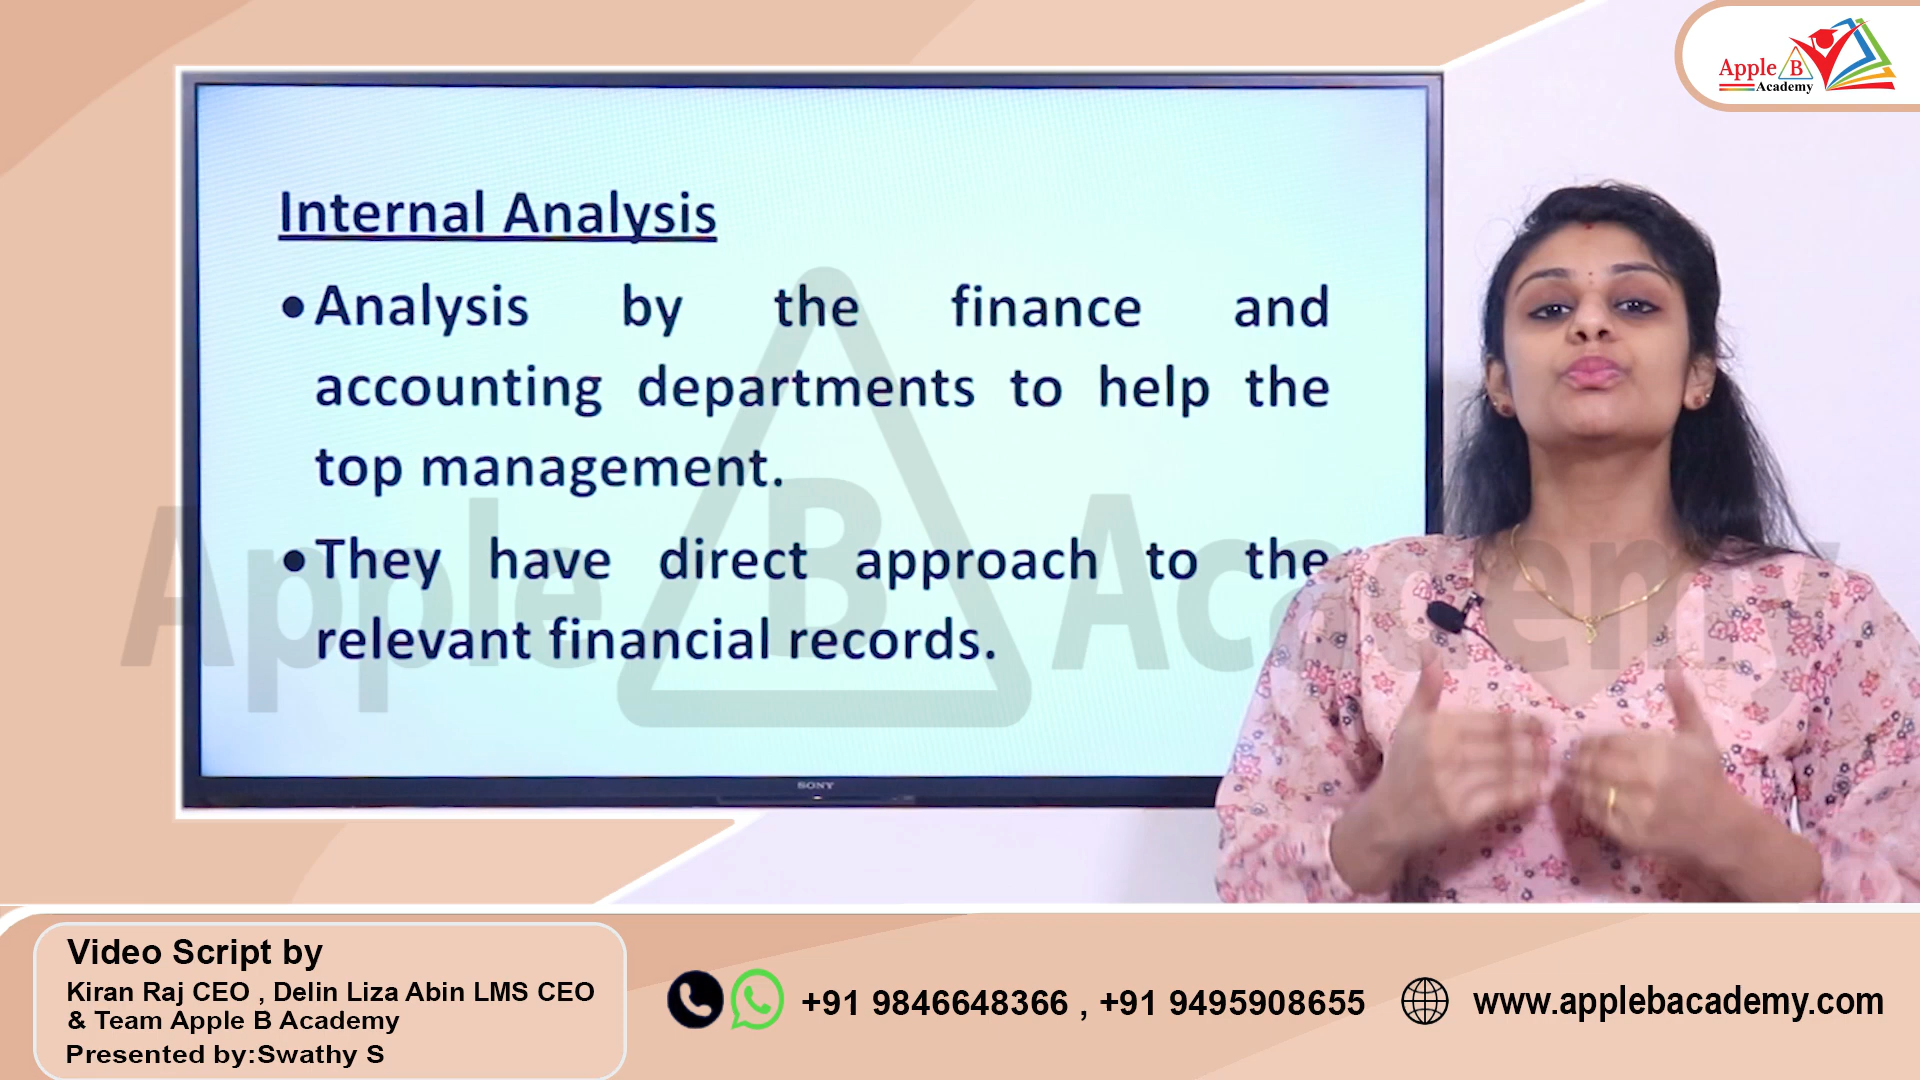 Apple B
Academy
Internal Analysis
•Analysis by the finance and
accounting departments to help the
top management.
•They have direct approach to the
relevant financial records.
Apple B Academy
SONY
Video Script by
Kiran Raj CEO , Delin Liza Abin LMS CEO
& Team Apple B Academy
Presented by:Swathy S
+91 9846648366 , +91 9495908655
www.applebacademy.com